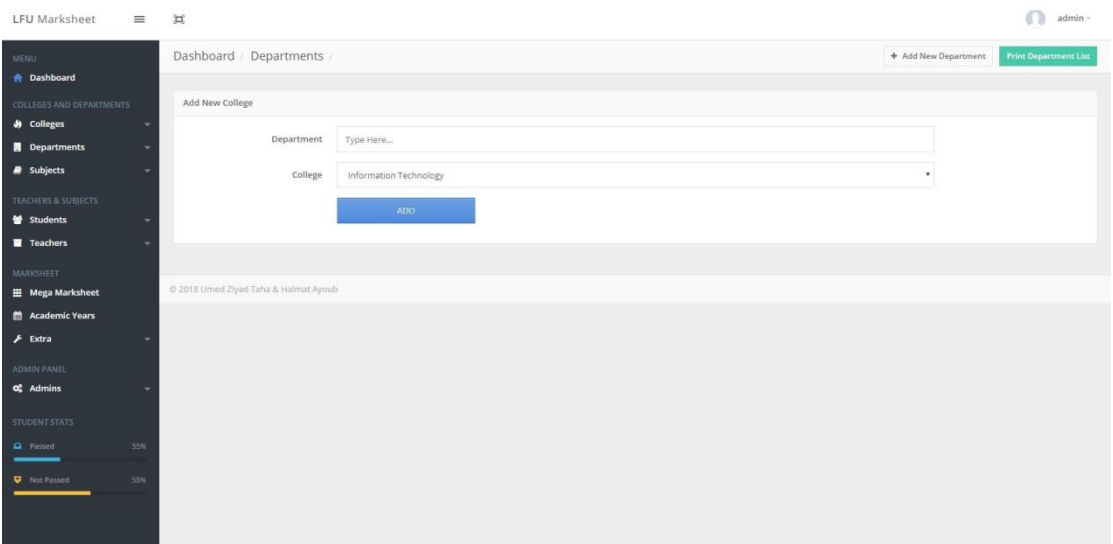 LFU Marksheet
admin
MENU
Dashboard
COLLEGES AND DEPARTMENTS
Colleges
Departments
Subjects
TEACHERS & SUBJECTS
Students
Teachers
MARKSHEET
Mega Marksheet
Academic Years
Extra
ADMIN PANEL
Admins
STUDENT STATS
Passed 35%
Not Passed 58%
Dashboard / Departments /
+ Add New Department
Print Department List
Add New College
Department Type Here...
College Information Technology
ADD
© 2018 Umed Ziyad Taha & Halmat Ayoub